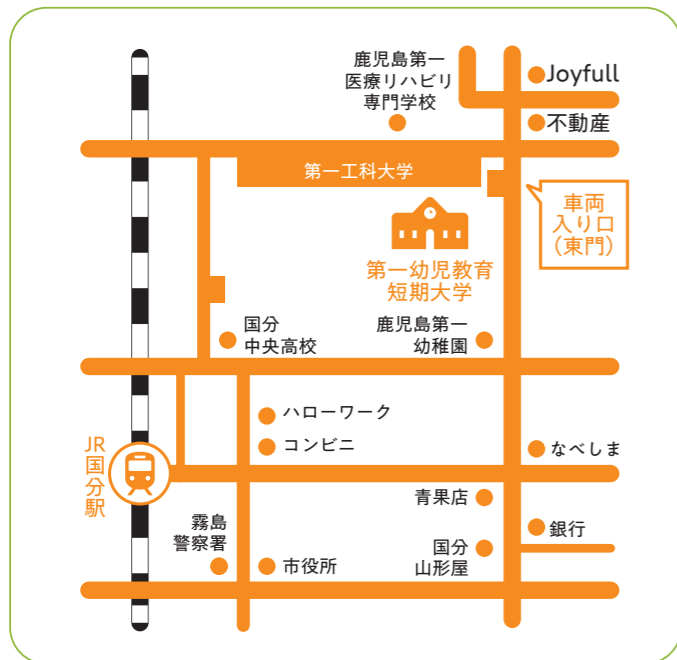 鹿児島第一
医療リハビリ
専門学校
Joyfull
不動産
第一工科大学
車両
入り口
（東門）
第一幼児教育
短期大学
国分
中央高校
鹿児島第一
幼稚園
ハローワーク
コンビニ
JR国分駅
なべしま
青果店
霧島
警察署
市役所
国分
山形屋
銀行